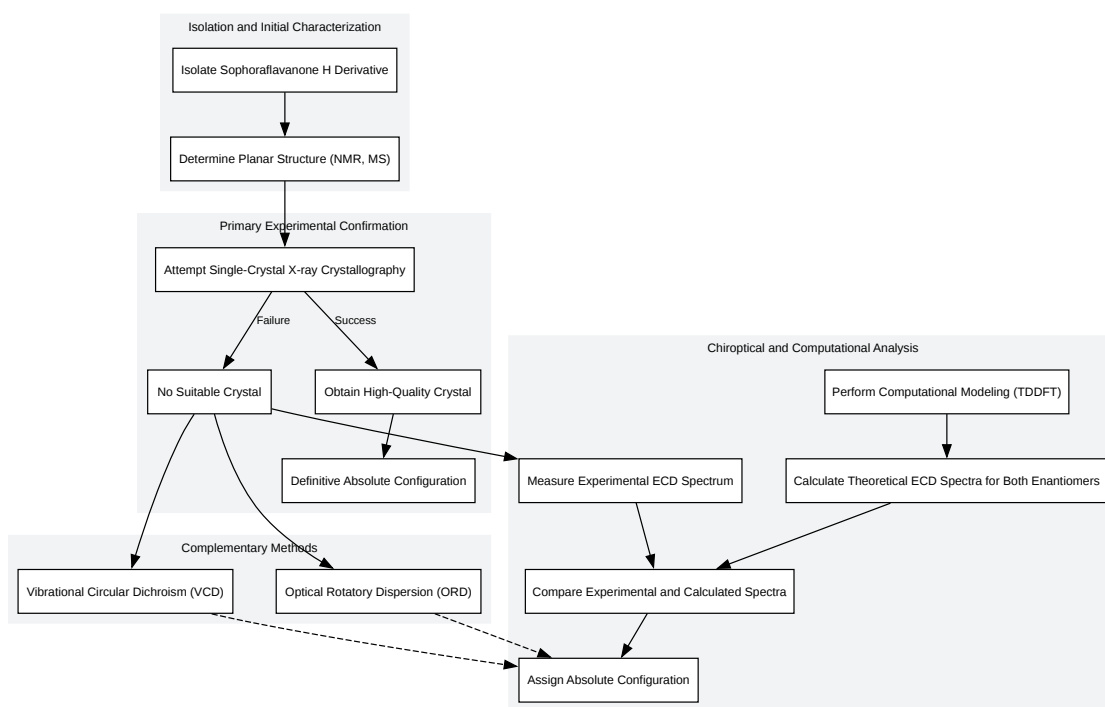 Isolation and Initial Characterization
Isolate Sophoraflavanone H Derivative
Determine Planar Structure (NMR, MS)
Primary Experimental Confirmation
Attempt Single-Crystal X-ray Crystallography
Failure
Success
No Suitable Crystal
Obtain High-Quality Crystal
Definitive Absolute Configuration
Chiroptical and Computational Analysis
Perform Computational Modeling (TDDFT)
Measure Experimental ECD Spectrum
Calculate Theoretical ECD Spectra for Both Enantiomers
Complementary Methods
Vibrational Circular Dichroism (VCD)
Optical Rotatory Dispersion (ORD)
Compare Experimental and Calculated Spectra
Assign Absolute Configuration